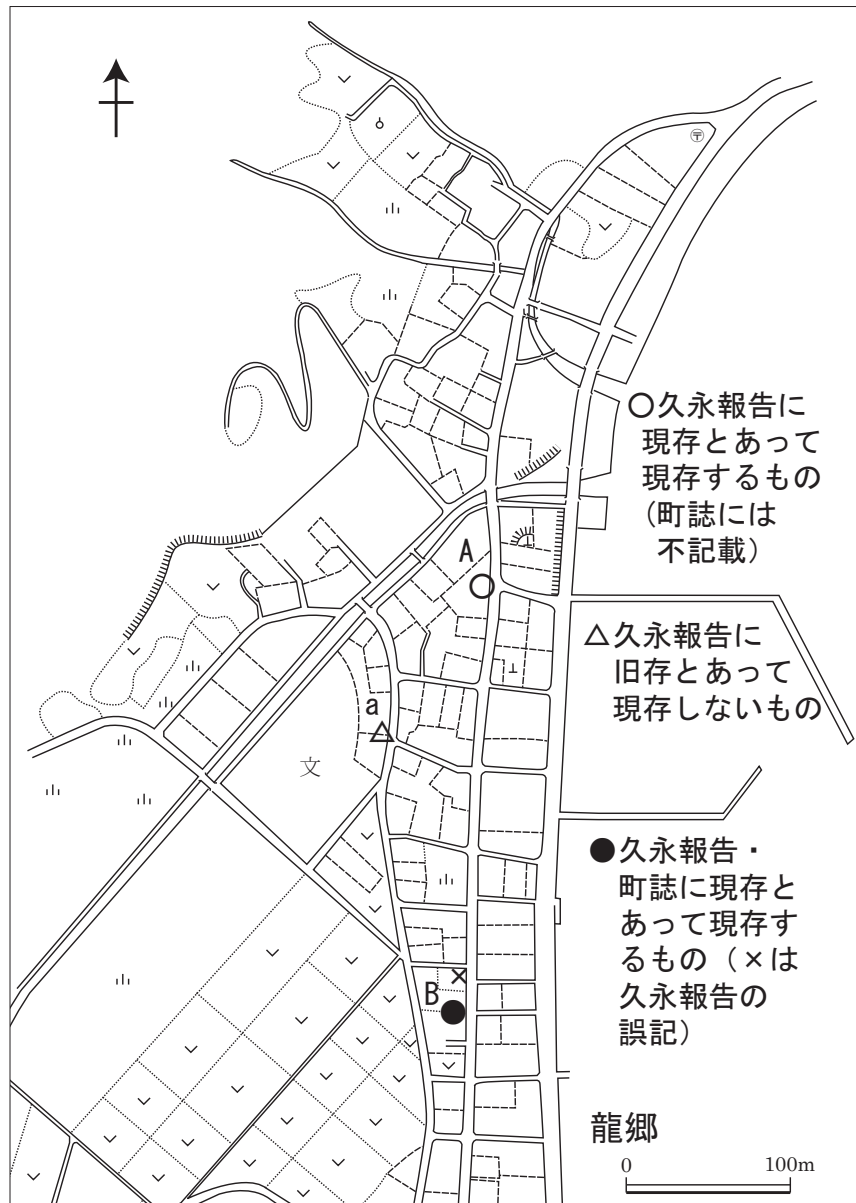 〒
○久永報告に
現存とあって
現存するもの
(町誌には
不記載)
A
△久永報告に
旧存とあって
現存しないもの
a
文
●久永報告・
町誌に現存と
あって現存す
るもの(×は
久永報告の
誤記)
×
B
龍郷
0 100m